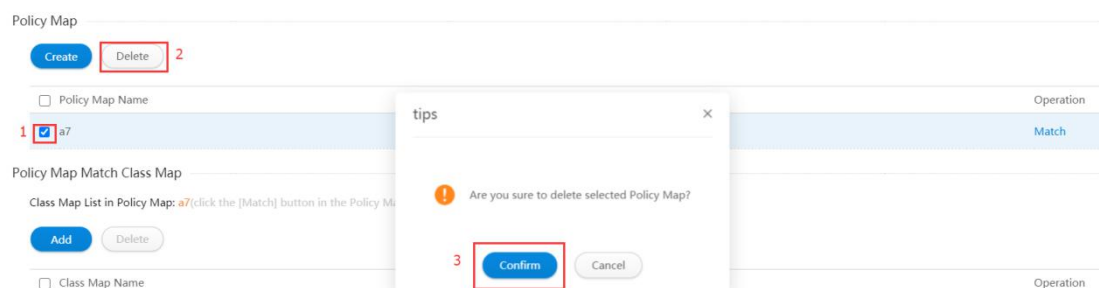 Policy Map
Create Delete 2
Policy Map Name Operation
tips ×
1 a7 Match
Policy Map Match Class Map
Are you sure to delete selected Policy Map?
Class Map List in Policy Map: a7(click the [Match] button in the Policy
Add Delete
3 Confirm Cancel
Class Map Name Operation